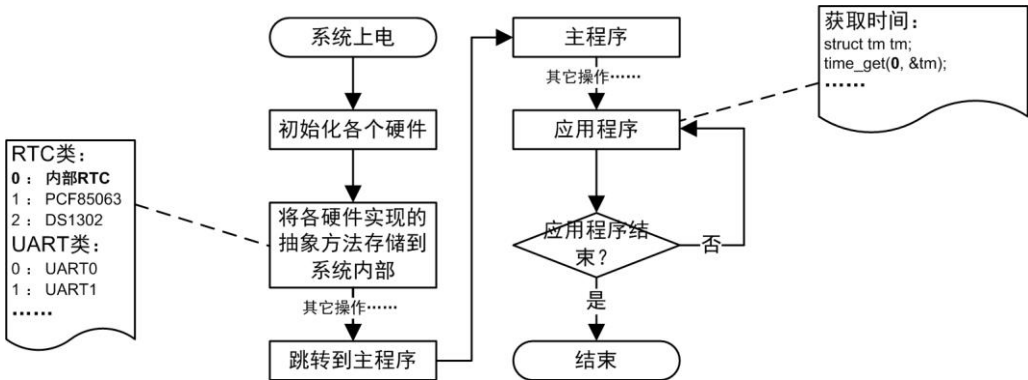 系统上电
初始化各个硬件
将各硬件实现的
抽象方法存储到
系统内部
其它操作……
跳转到主程序
RTC类：
0： 内部RTC
1： PCF85063
2： DS1302
UART类：
0： UART0
1： UART1
……
主程序
其它操作……
应用程序
应用程序结
束？
否
是
结束
获取时间：
struct tm tm;
time_get(0, &tm);
……